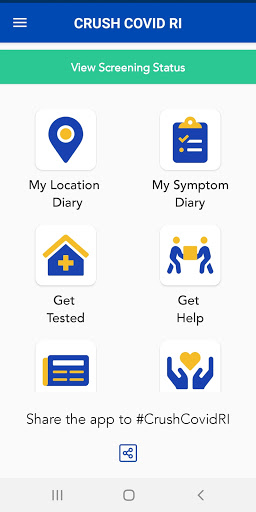 CRUSH COVID RI
View Screening Status
My Location
Diary
My Symptom
Diary
Get
Tested
Get
Help
Share the app to #CrushCovidRI